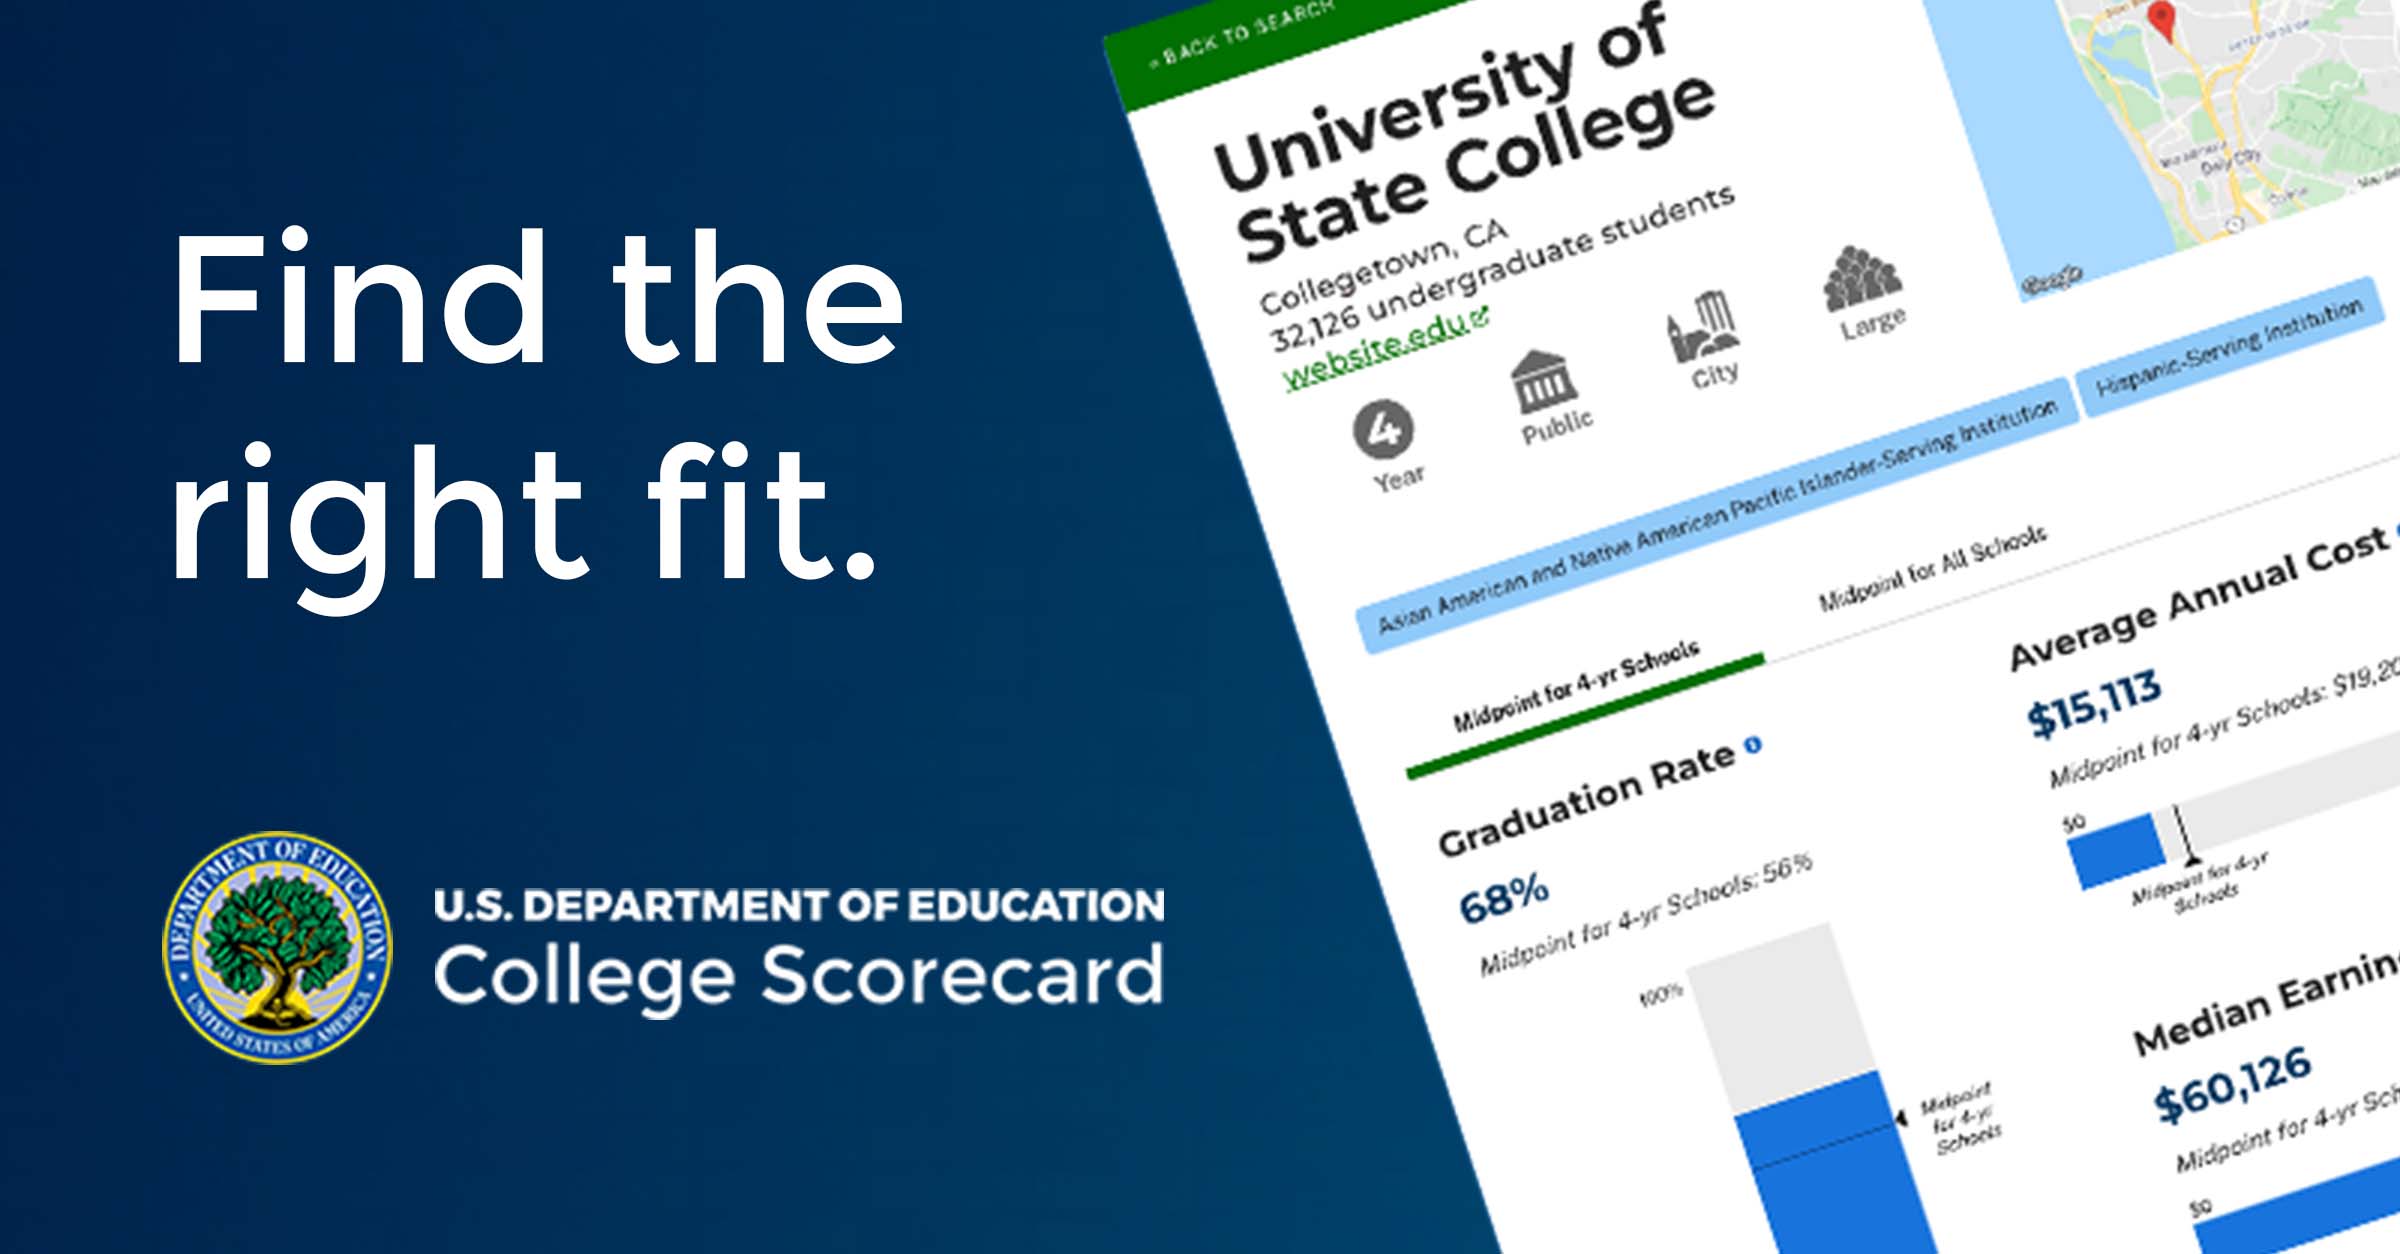 Find the
right fit.
DEPARTMENT OF EDUCATION
UNITED STATES OF AMERICA
U.S. DEPARTMENT OF EDUCATION
College Scorecard
« BACK TO SEARCH
University of
State College
Collegetown, CA
32,126 undergraduate students
website.edu
4
Year
Public
City
Large
Daly City
Google
Asian American and Native American Pacific Islander-Serving Institution
Hispanic-Serving Institution
Midpoint for 4-yr Schools
Midpoint for All Schools
Graduation Rate
68%
Midpoint for 4-yr Schools: 56%
100%
Midpoint
for 4-yr
Schools
Average Annual Cost
$15,113
Midpoint for 4-yr Schools: $19,20
$0
Midpoint for 4-yr
Schools
Median Earnin
$60,126
Midpoint for 4-yr Sch
$0